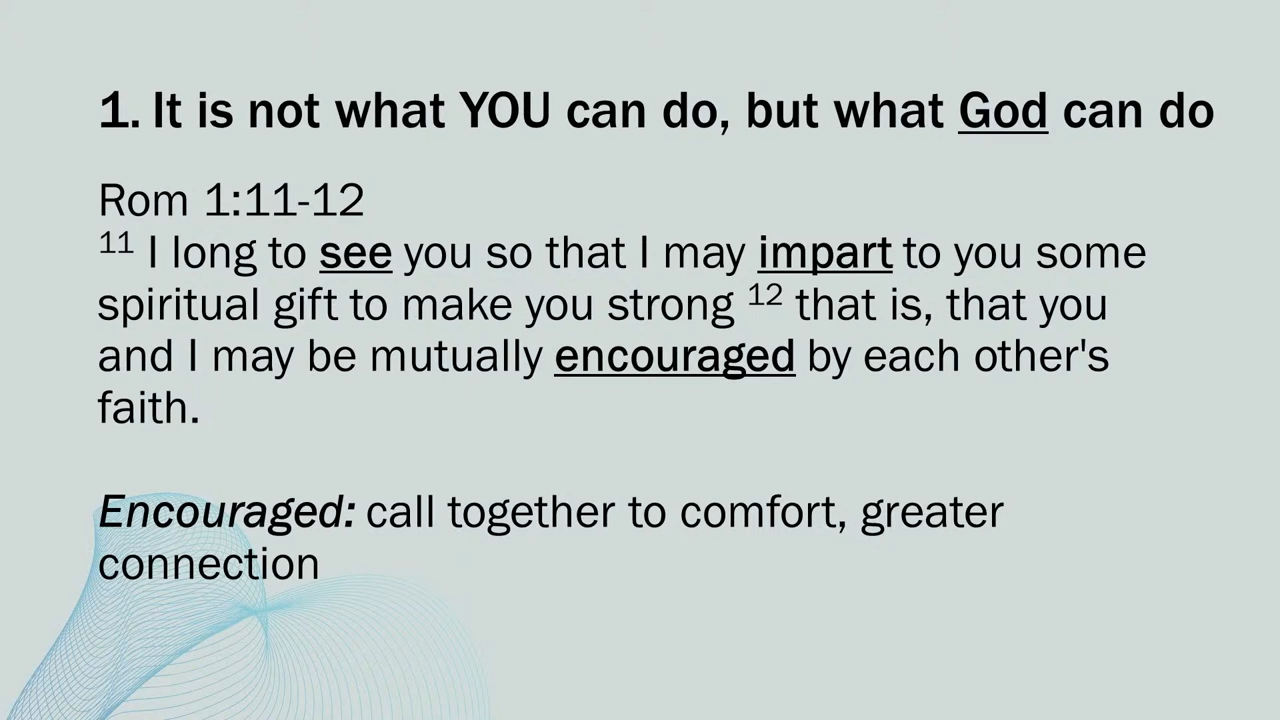 1. It is not what YOU can do, but what God can do
Rom 1:11-12
11 I long to see you so that I may impart to you some
spiritual gift to make you strong 12 that is, that you
and I may be mutually encouraged by each other's
faith.
Encouraged: call together to comfort, greater
connection